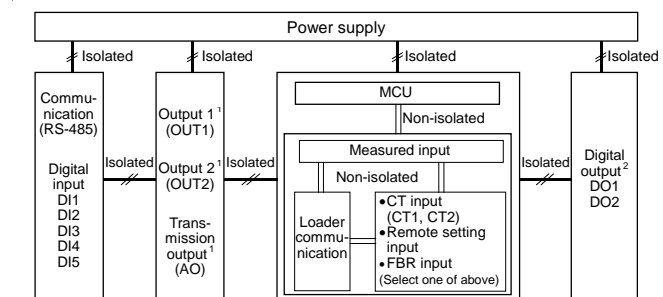 Power supply
Isolated
Isolated
Isolated
Isolated
Commu-
nication
(RS-485)
Digital
input
DI1
DI2
DI3
DI4
DI5
Isolated
Output 1 1
(OUT1)
Output 2 1
(OUT2)
Trans-
mission
output 1
(AO)
Isolated
MCU
Non-isolated
Measured input
Non-isolated
Loader
commu-
nication
•CT input
(CT1, CT2)
•Remote setting
input
•FBR input
(Select one of above)
Isolated
Digital
output 2
DO1
DO2